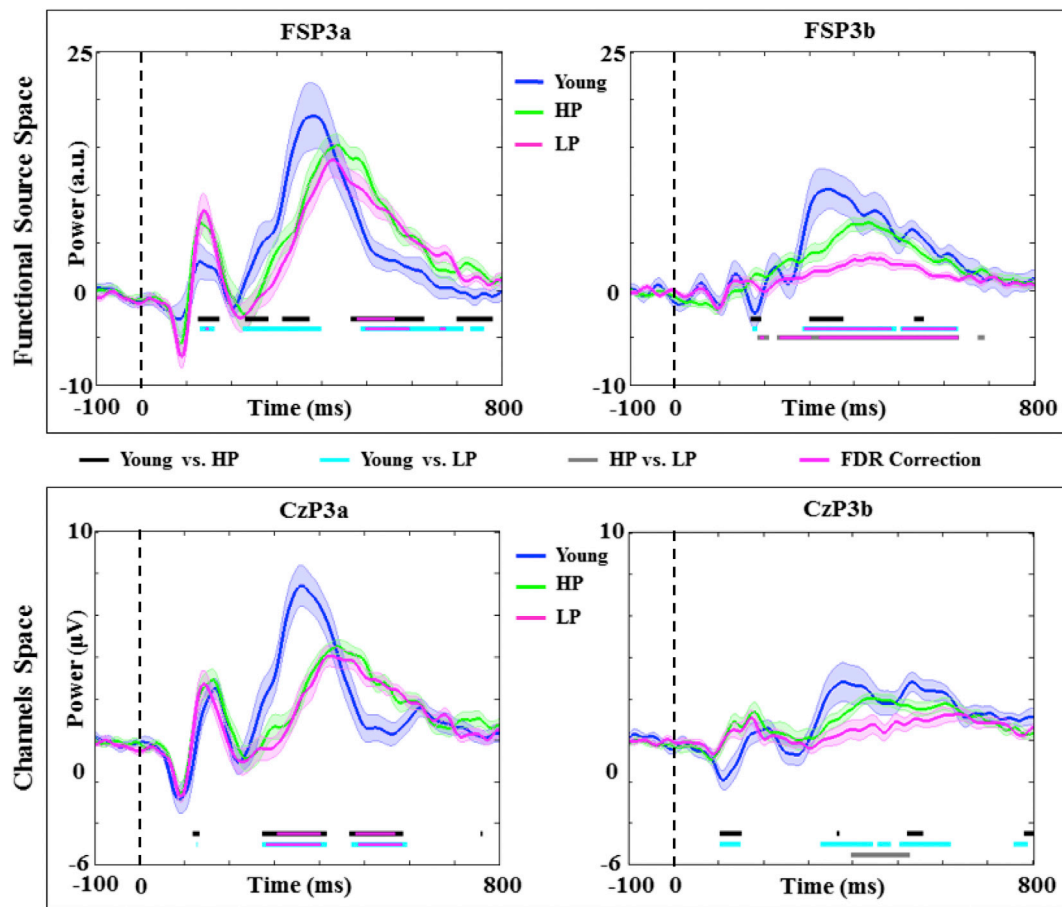 FSP3a
FSP3b
Functional Source Space
Power (a.u.)
25
0
-10
-100 0 Time (ms) 800
Young
HP
LP
25
0
-10
-100 0 Time (ms) 800
Young vs. HP
Young vs. LP
HP vs. LP
FDR Correction
CzP3a
CzP3b
Channels Space
Power (μV)
10
0
-6
-100 0 Time (ms) 800
Young
HP
LP
10
0
-6
-100 0 Time (ms) 800